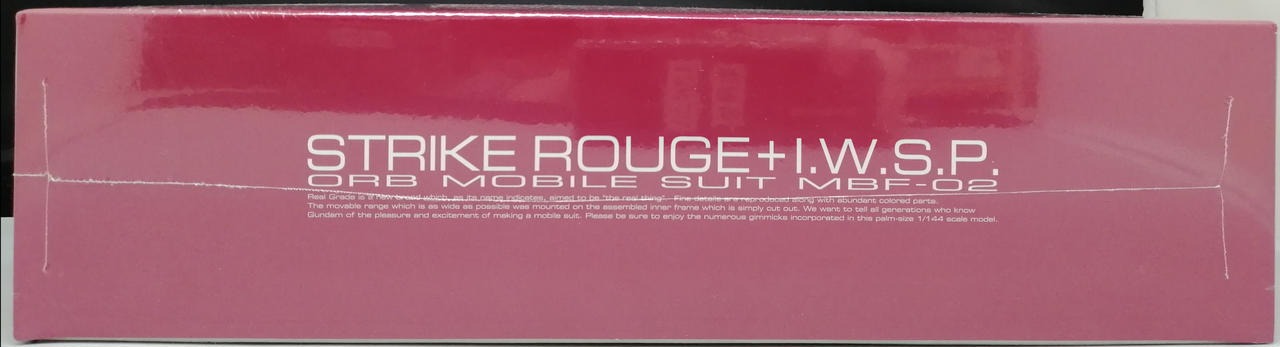 STRIKE ROUGE+I.W.S.P.
ORB MOBILE SUIT MBF-02
Real Grade is a new brand which, as its name indicates, aimed to be "the real thing". Fine details are reproduced along with abundant colored parts.
The movable range which is as wide as possible was mounted on the assembled inner frame which is simply cut out. We want to tell all generations who know
Gundam of the pleasure and excitement of making a mobile suit. Please be sure to enjoy the numerous gimmicks incorporated in this palm-size 1/144 scale model.